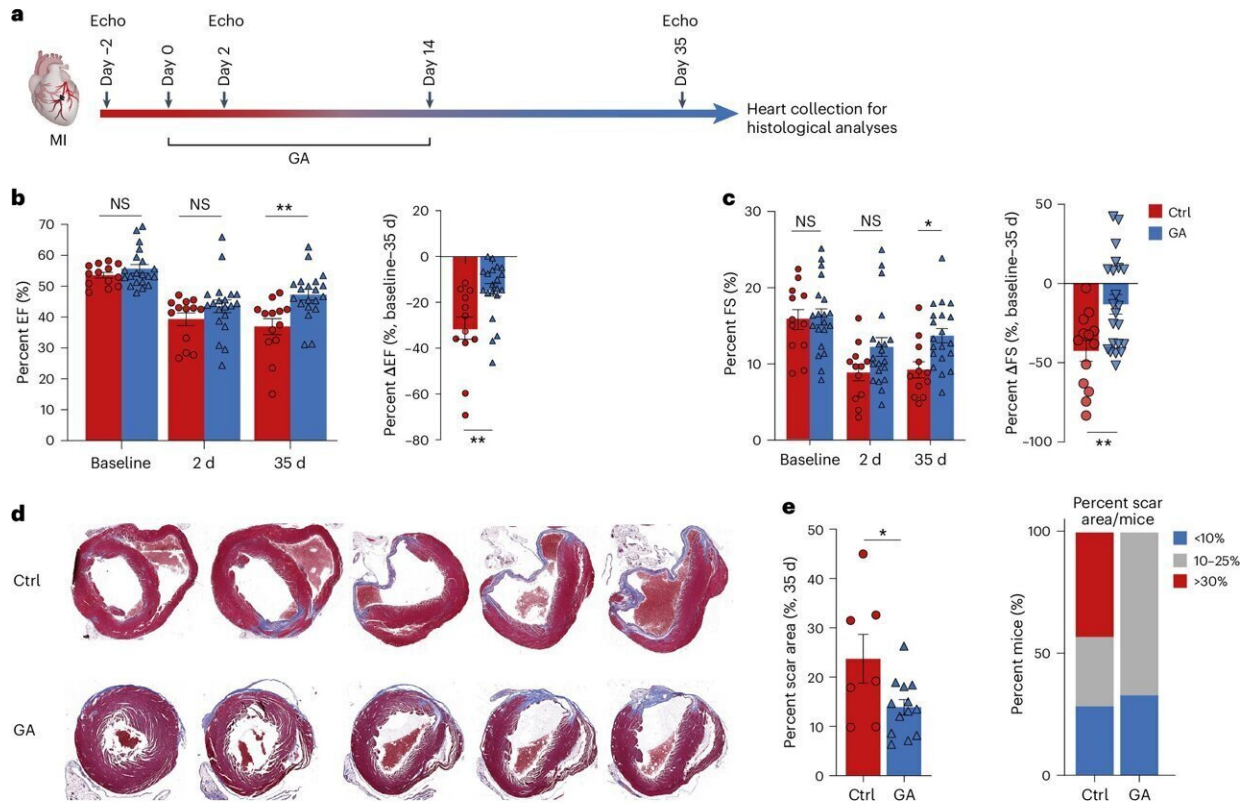 a
Echo
Echo
Echo
Day -2
Day 0
Day 2
Day 14
Day 35
MI
GA
Heart collection for
histological analyses
b
NS
NS
**
Percent EF (%)
70
60
50
40
30
20
10
0
Baseline
2 d
35 d
Percent ΔEF (%, baseline–35 d)
20
0
-20
-40
-60
-80
**
c
NS
NS
*
Percent FS (%)
30
20
10
0
Baseline
2 d
35 d
Percent ΔFS (%, baseline–35 d)
50
0
-50
-100
**
Ctrl
GA
d
Ctrl
GA
e
Percent scar area (%, 35 d)
50
40
30
20
10
0
*
Ctrl
GA
Percent scar
area/mice
Percent mice (%)
100
50
0
Ctrl
GA
<10%
10–25%
>30%